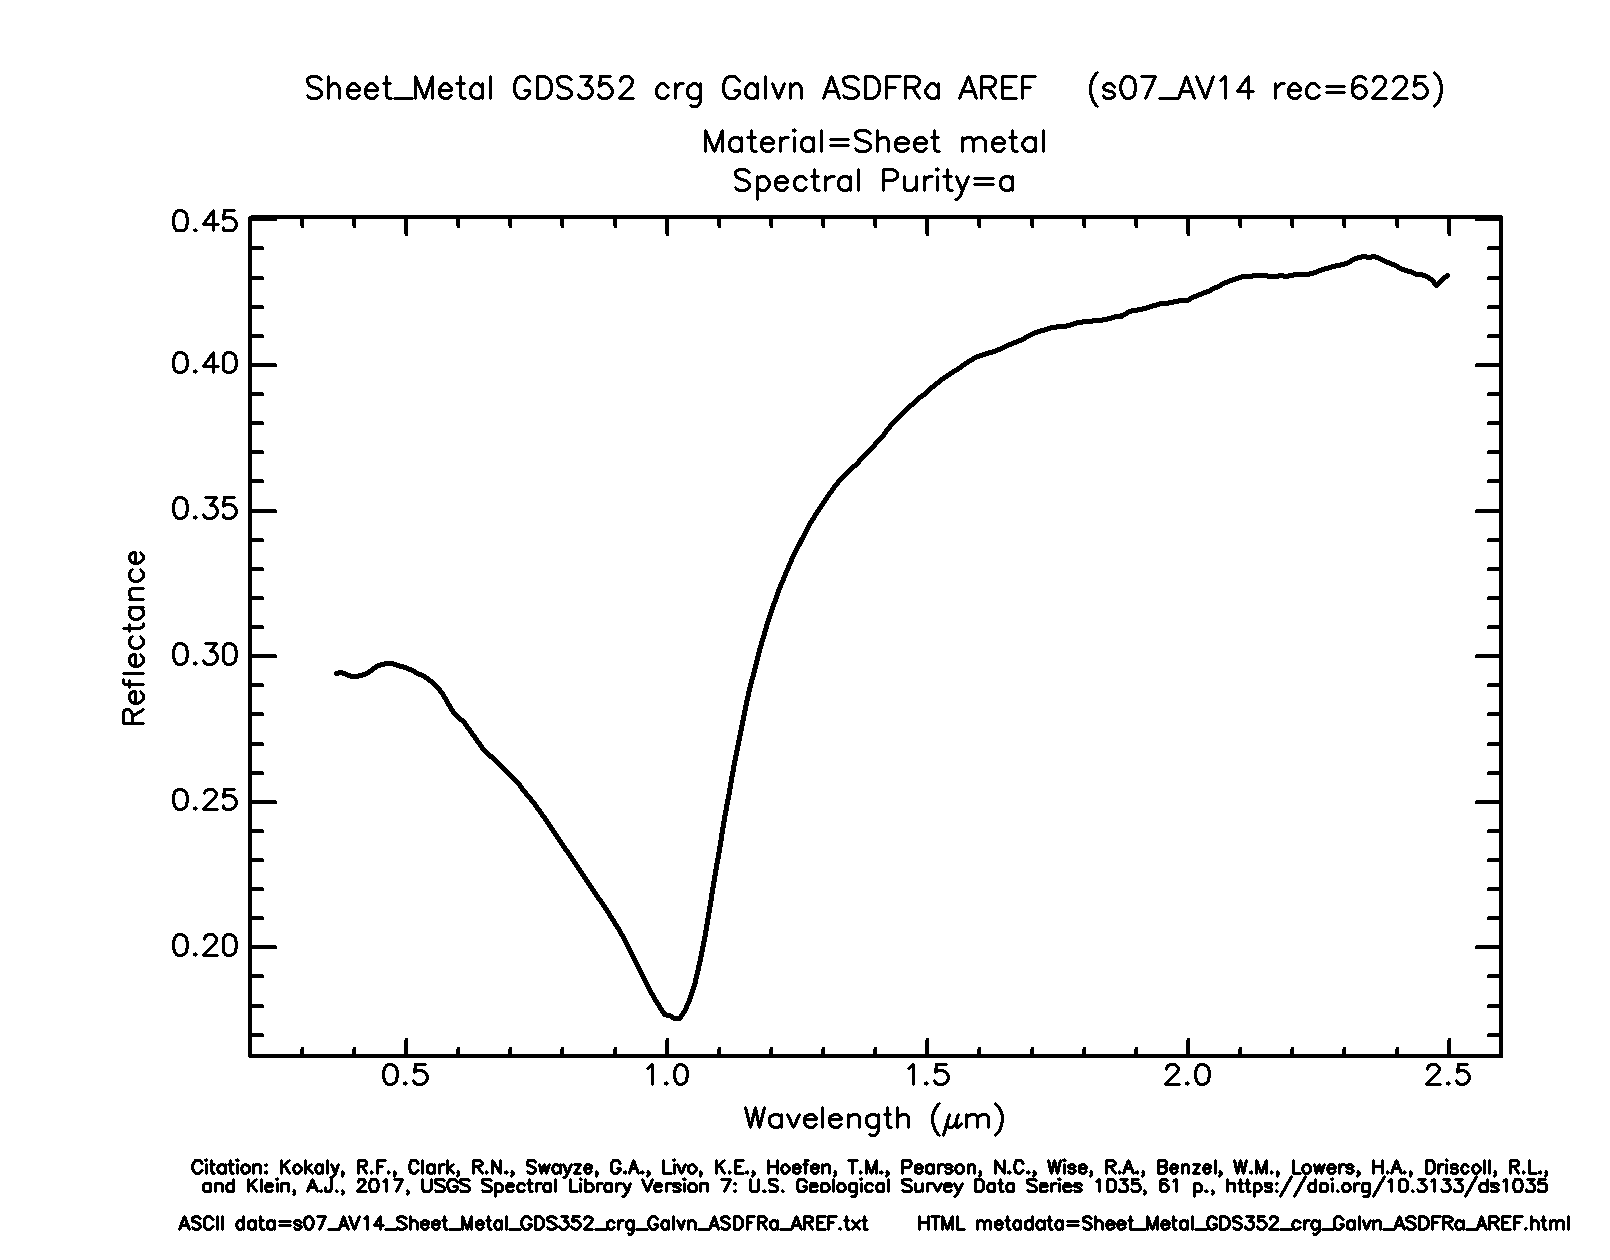 Sheet_Metal GDS352 crg Galvn ASDFRa AREF (s07_AV14 rec=6225)
Material=Sheet metal
Spectral Purity=a
0.45
0.40
0.35
0.30
0.25
0.20
Reflectance
0.5 1.0 1.5 2.0 2.5
Wavelength (μm)
Citation: Kokaly, R.F., Clark, R.N., Swayze, G.A., Livo, K.E., Hoefen, T.M., Pearson, N.C., Wise, R.A., Benzel, W.M., Lowers, H.A., Driscoll, R.L.,
and Klein, A.J., 2017, USGS Spectral Library Version 7: U.S. Geological Survey Data Series 1035, 61 p., https://doi.org/10.3133/ds1035
ASCII data=s07_AV14_Sheet_Metal_GDS352_crg_Galvn_ASDFRa_AREF.txt HTML metadata=Sheet_Metal_GDS352_crg_Galvn_ASDFRa_AREF.html